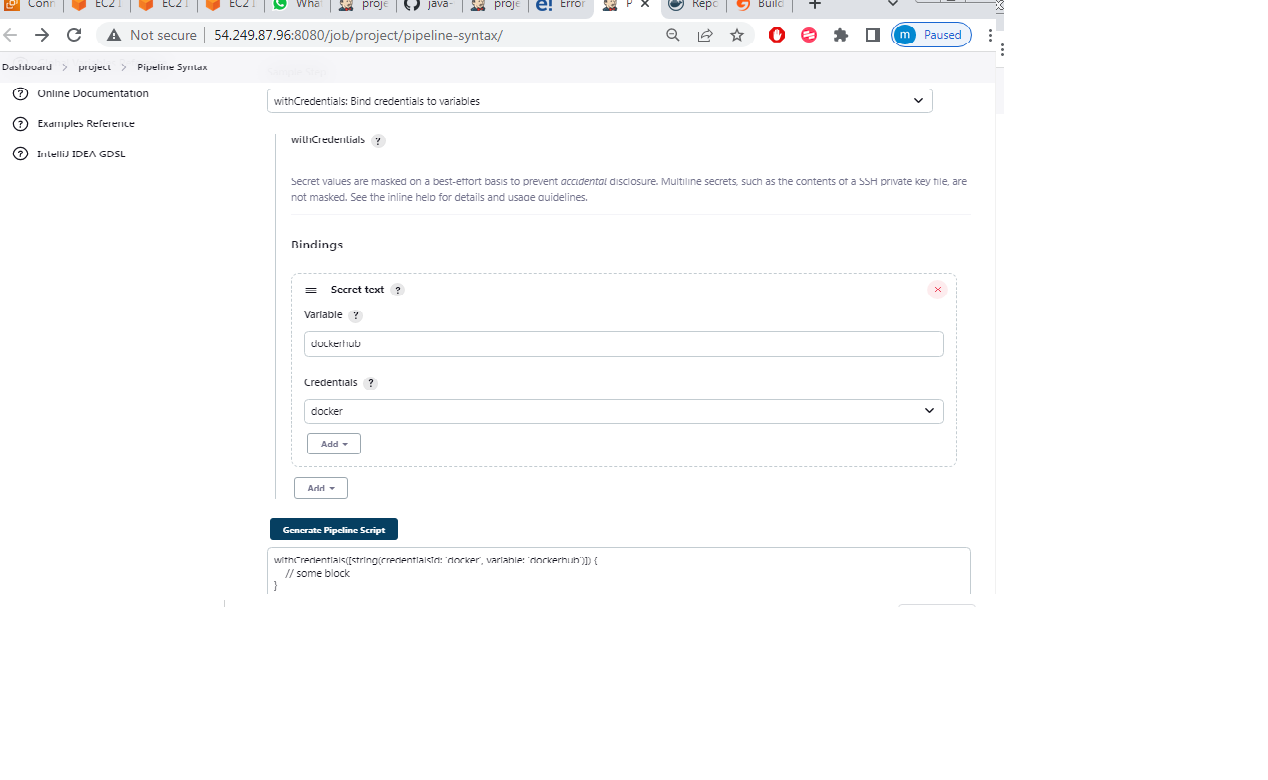 Conn
EC2 I
EC2 I
EC2 I
What
proje
java-
proje
Error
P
Repo
Build
Not secure
54.249.87.96:8080/job/project/pipeline-syntax/
m
Paused
Dashboard > project > Pipeline Syntax
Online Documentation
Examples Reference
IntelliJ IDEA GDSL
withCredentials: Bind credentials to variables
withCredentials ?
Secret values are masked on a best-effort basis to prevent accidental disclosure. Multiline secrets, such as the contents of a SSH private key file, are
not masked. See the inline help for details and usage guidelines.
Bindings
Secret text ?
Variable ?
dockerhub
Credentials ?
docker
Add
Add
Generate Pipeline Script
withCredentials([string(credentialsId: 'docker', variable: 'dockerhub')]) {
// some block
}